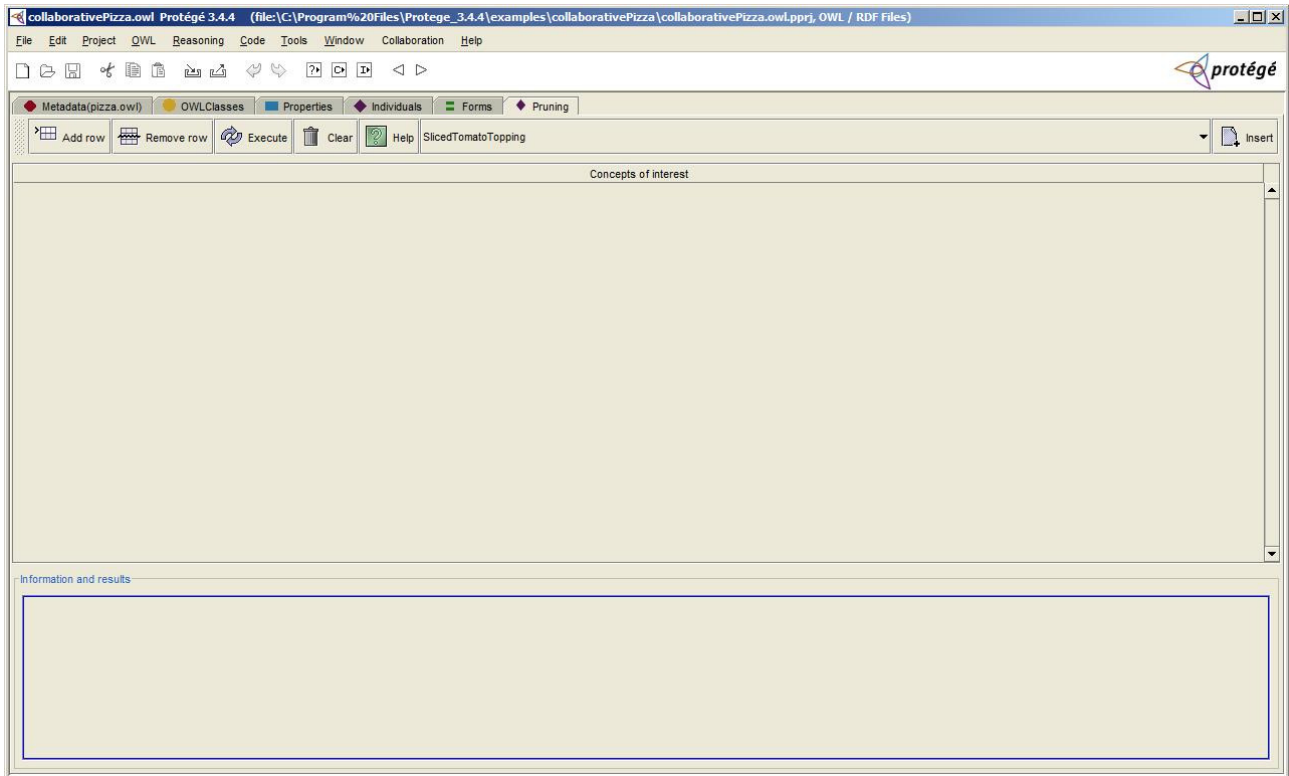 collaborativePizza.owl Protégé 3.4.4 (file:\C:\Program%20Files\Protege_3.4.4\examples\collaborativePizza\collaborativePizza.owl.pprj, OWL / RDF Files)
File Edit Project OWL Reasoning Code Tools Window Collaboration Help
protégé
Metadata(pizza.owl) OWLClasses Properties Individuals Forms Pruning
Add row Remove row Execute Clear Help SlicedTomatoTopping Insert
Concepts of interest
Information and results